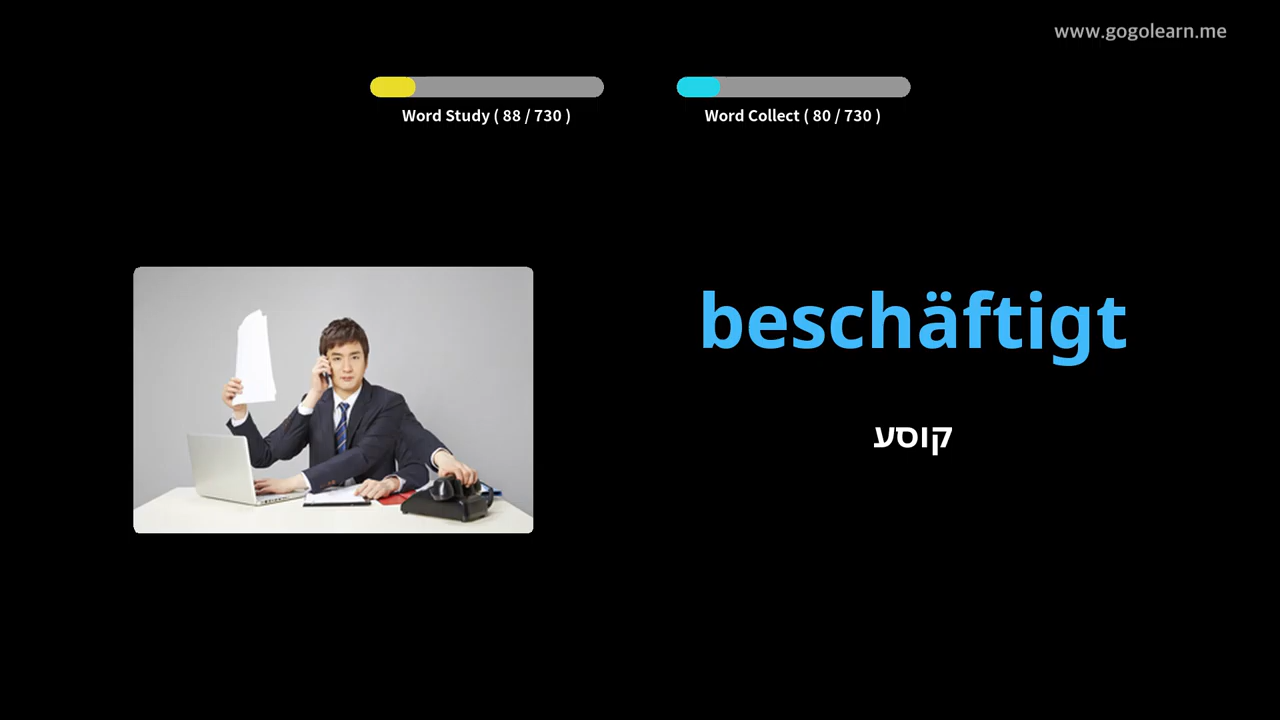 www.gogolearn.me
Word Study ( 88 / 730 )
Word Collect ( 80 / 730 )
beschäftigt
קוסע